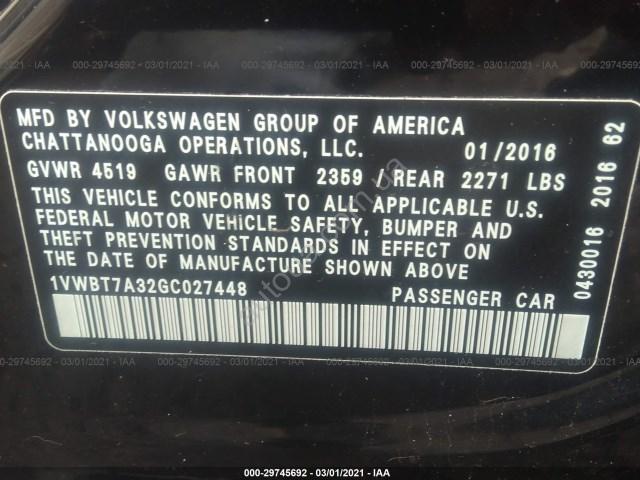 000-29745692 / 03/01/2021 - IAA
MFD BY VOLKSWAGEN GROUP OF AMERICA
CHATTANOOGA OPERATIONS, LLC. 01/2016
GVWR 4519 GAWR FRONT 2359 REAR 2271 LBS
THIS VEHICLE CONFORMS TO ALL APPLICABLE U.S.
FEDERAL MOTOR VEHICLE SAFETY, BUMPER AND
THEFT PREVENTION STANDARDS IN EFFECT ON
THE DATE OF MANUFACTURE SHOWN ABOVE
1VWBT7A32GC027448 PASSENGER CAR
0430016 2016 62
000-29745692 / 03/01/2021 - IAA